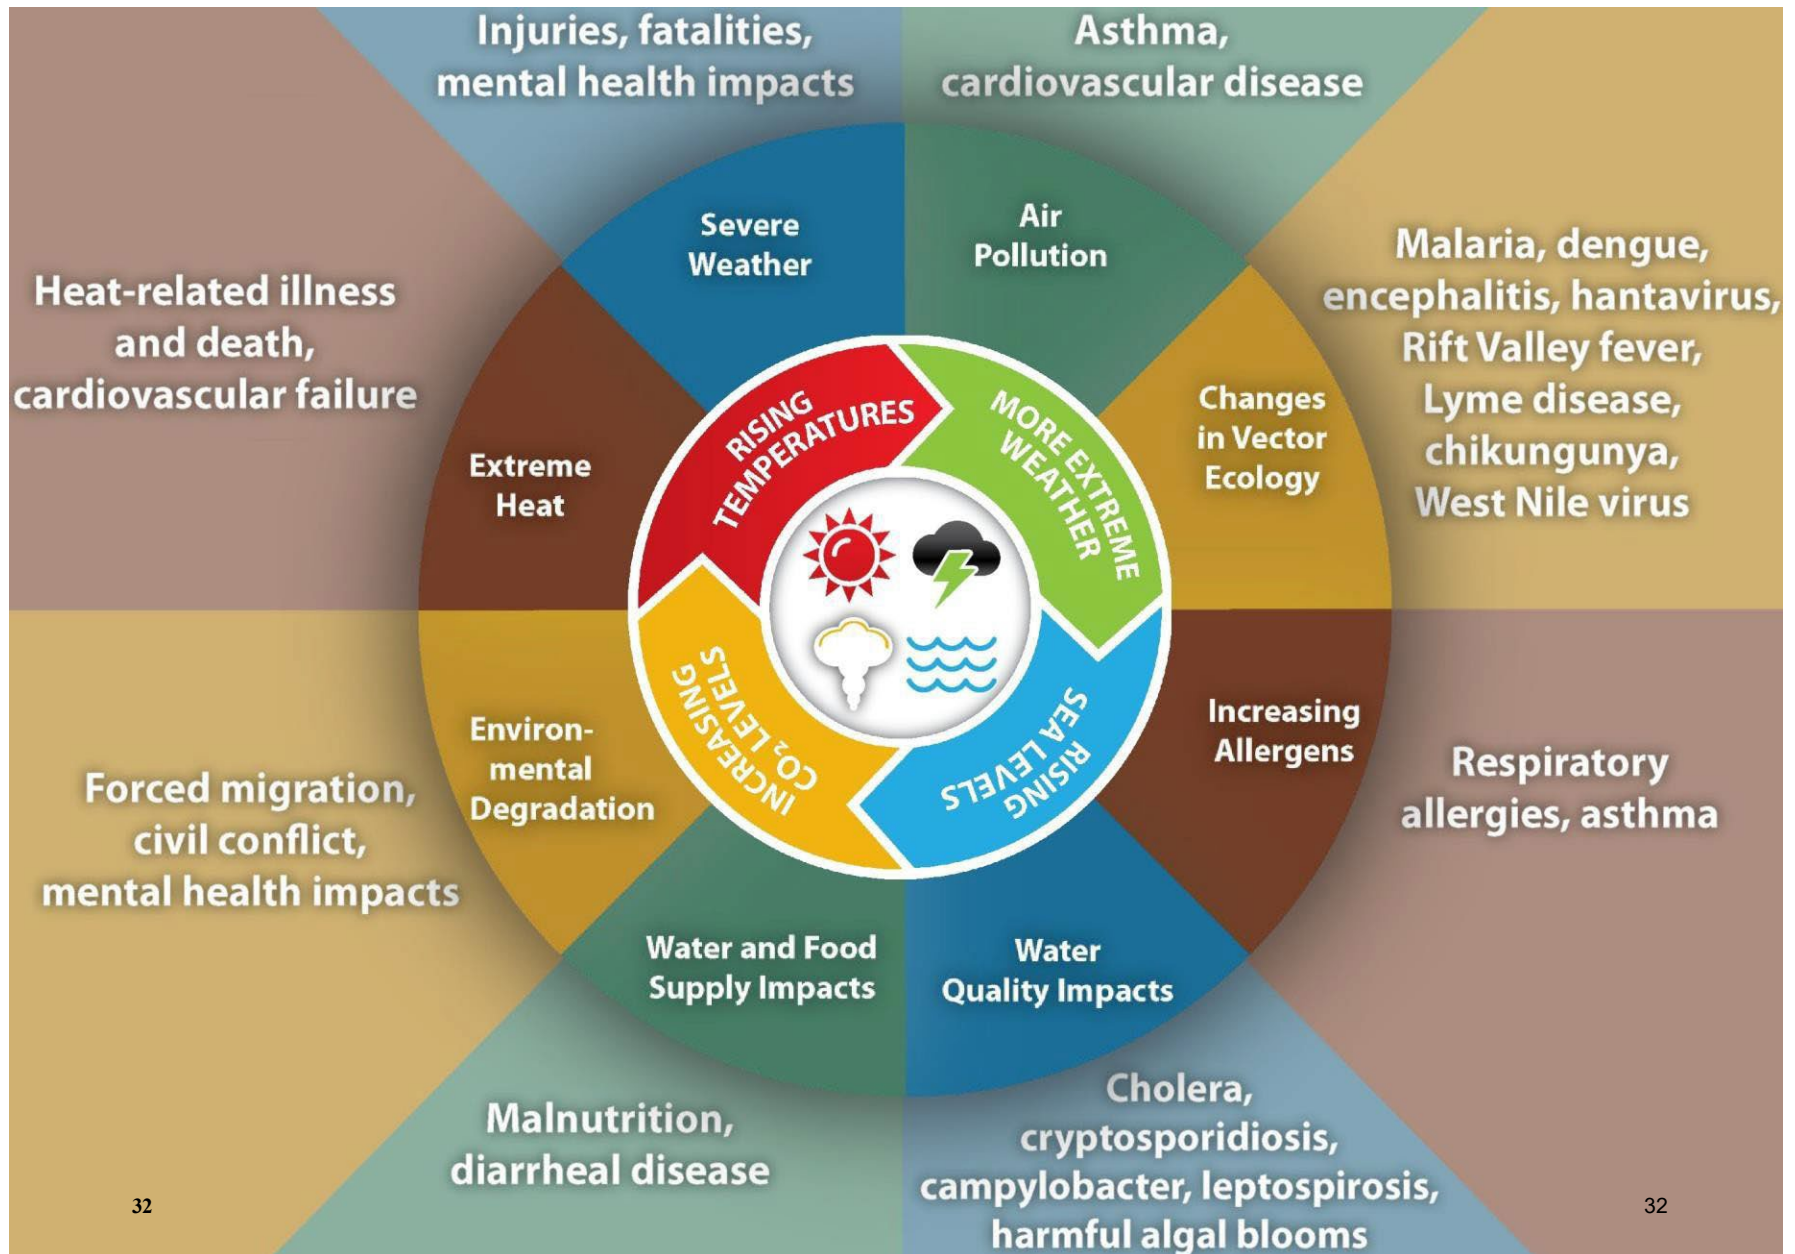 Injuries, fatalities,
mental health impacts
Asthma,
cardiovascular disease
Severe
Weather
Air
Pollution
Heat-related illness
and death,
cardiovascular failure
Malaria, dengue,
encephalitis, hantavirus,
Rift Valley fever,
Lyme disease,
chikungunya,
West Nile virus
Extreme
Heat
RISING
TEMPERATURES
MORE EXTREME
WEATHER
Changes
in Vector
Ecology
Environ-
mental
Degradation
INCREASING
CO₂ LEVELS
RISING
SEA LEVELS
Increasing
Allergens
Forced migration,
civil conflict,
mental health impacts
Respiratory
allergies, asthma
Water and Food
Supply Impacts
Water
Quality Impacts
Malnutrition,
diarrheal disease
Cholera,
cryptosporidiosis,
campylobacter, leptospirosis,
harmful algal blooms
32
32